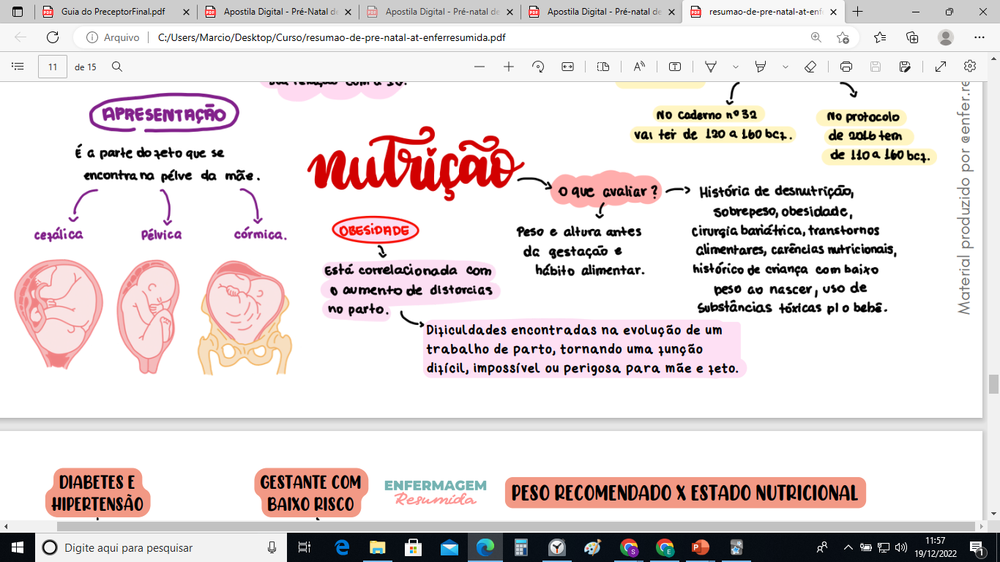 Guia do PreceptorFinal.pdf
Apostila Digital - Pré-Natal de
Apostila Digital - Pré-natal de
Apostila Digital - Pré-natal de
resumao-de-pre-natal-at-enfe
Arquivo
C:/Users/Marcio/Desktop/Curso/resumao-de-pre-natal-at-enferresumida.pdf
11
de 15
APRESENTAÇÃO
É a parte do feto que se
encontra na pélve da mãe.
cefálica
Pélvica
córmica.
No caderno nº 32
vai ter de 120 a 160 bcf.
No protocolo
de 2016 tem
de 110 a 160 bcf.
nutrição
O que avaliar?
Peso e altura antes
da gestação e
hábito alimentar.
História de desnutrição,
sobrepeso, obesidade,
cirurgia bariátrica, transtornos
alimentares, carências nutricionais,
histórico de criança com baixo
peso ao nascer, uso de
substâncias tóxicas p/ o bebê.
OBESIDADE
Está correlacionada com
o aumento de distorcias
no parto.
Dificuldades encontradas na evolução de um
trabalho de parto, tornando uma função
difícil, impossível ou perigosa para mãe e feto.
Material produzido por @enfer.re
DIABETES E
HIPERTENSÃO
GESTANTE COM
BAIXO RISCO
ENFERMAGEM
Resumida
PESO RECOMENDADO X ESTADO NUTRICIONAL
Digite aqui para pesquisar
11:57
19/12/2022
1